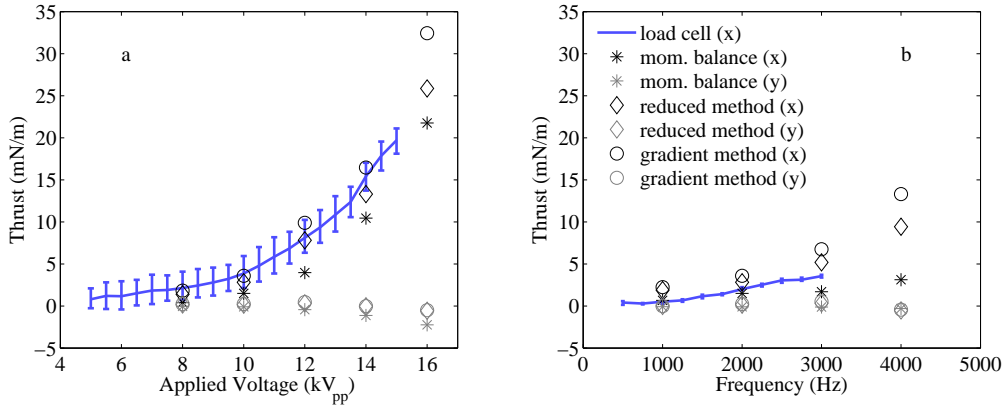 35
30
25
20
15
10
5
0
−5
Thrust (mN/m)
a
4 6 8 10 12 14 16
Applied Voltage (kVpp)
35
30
25
20
15
10
5
0
−5
Thrust (mN/m)
load cell (x)
mom. balance (x)
mom. balance (y)
reduced method (x)
reduced method (y)
gradient method (x)
gradient method (y)
b
0 1000 2000 3000 4000 5000
Frequency (Hz)